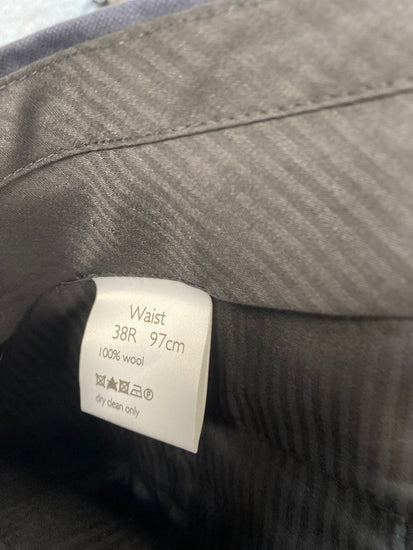 Waist
38R 97cm
100% wool
P
dry clean only